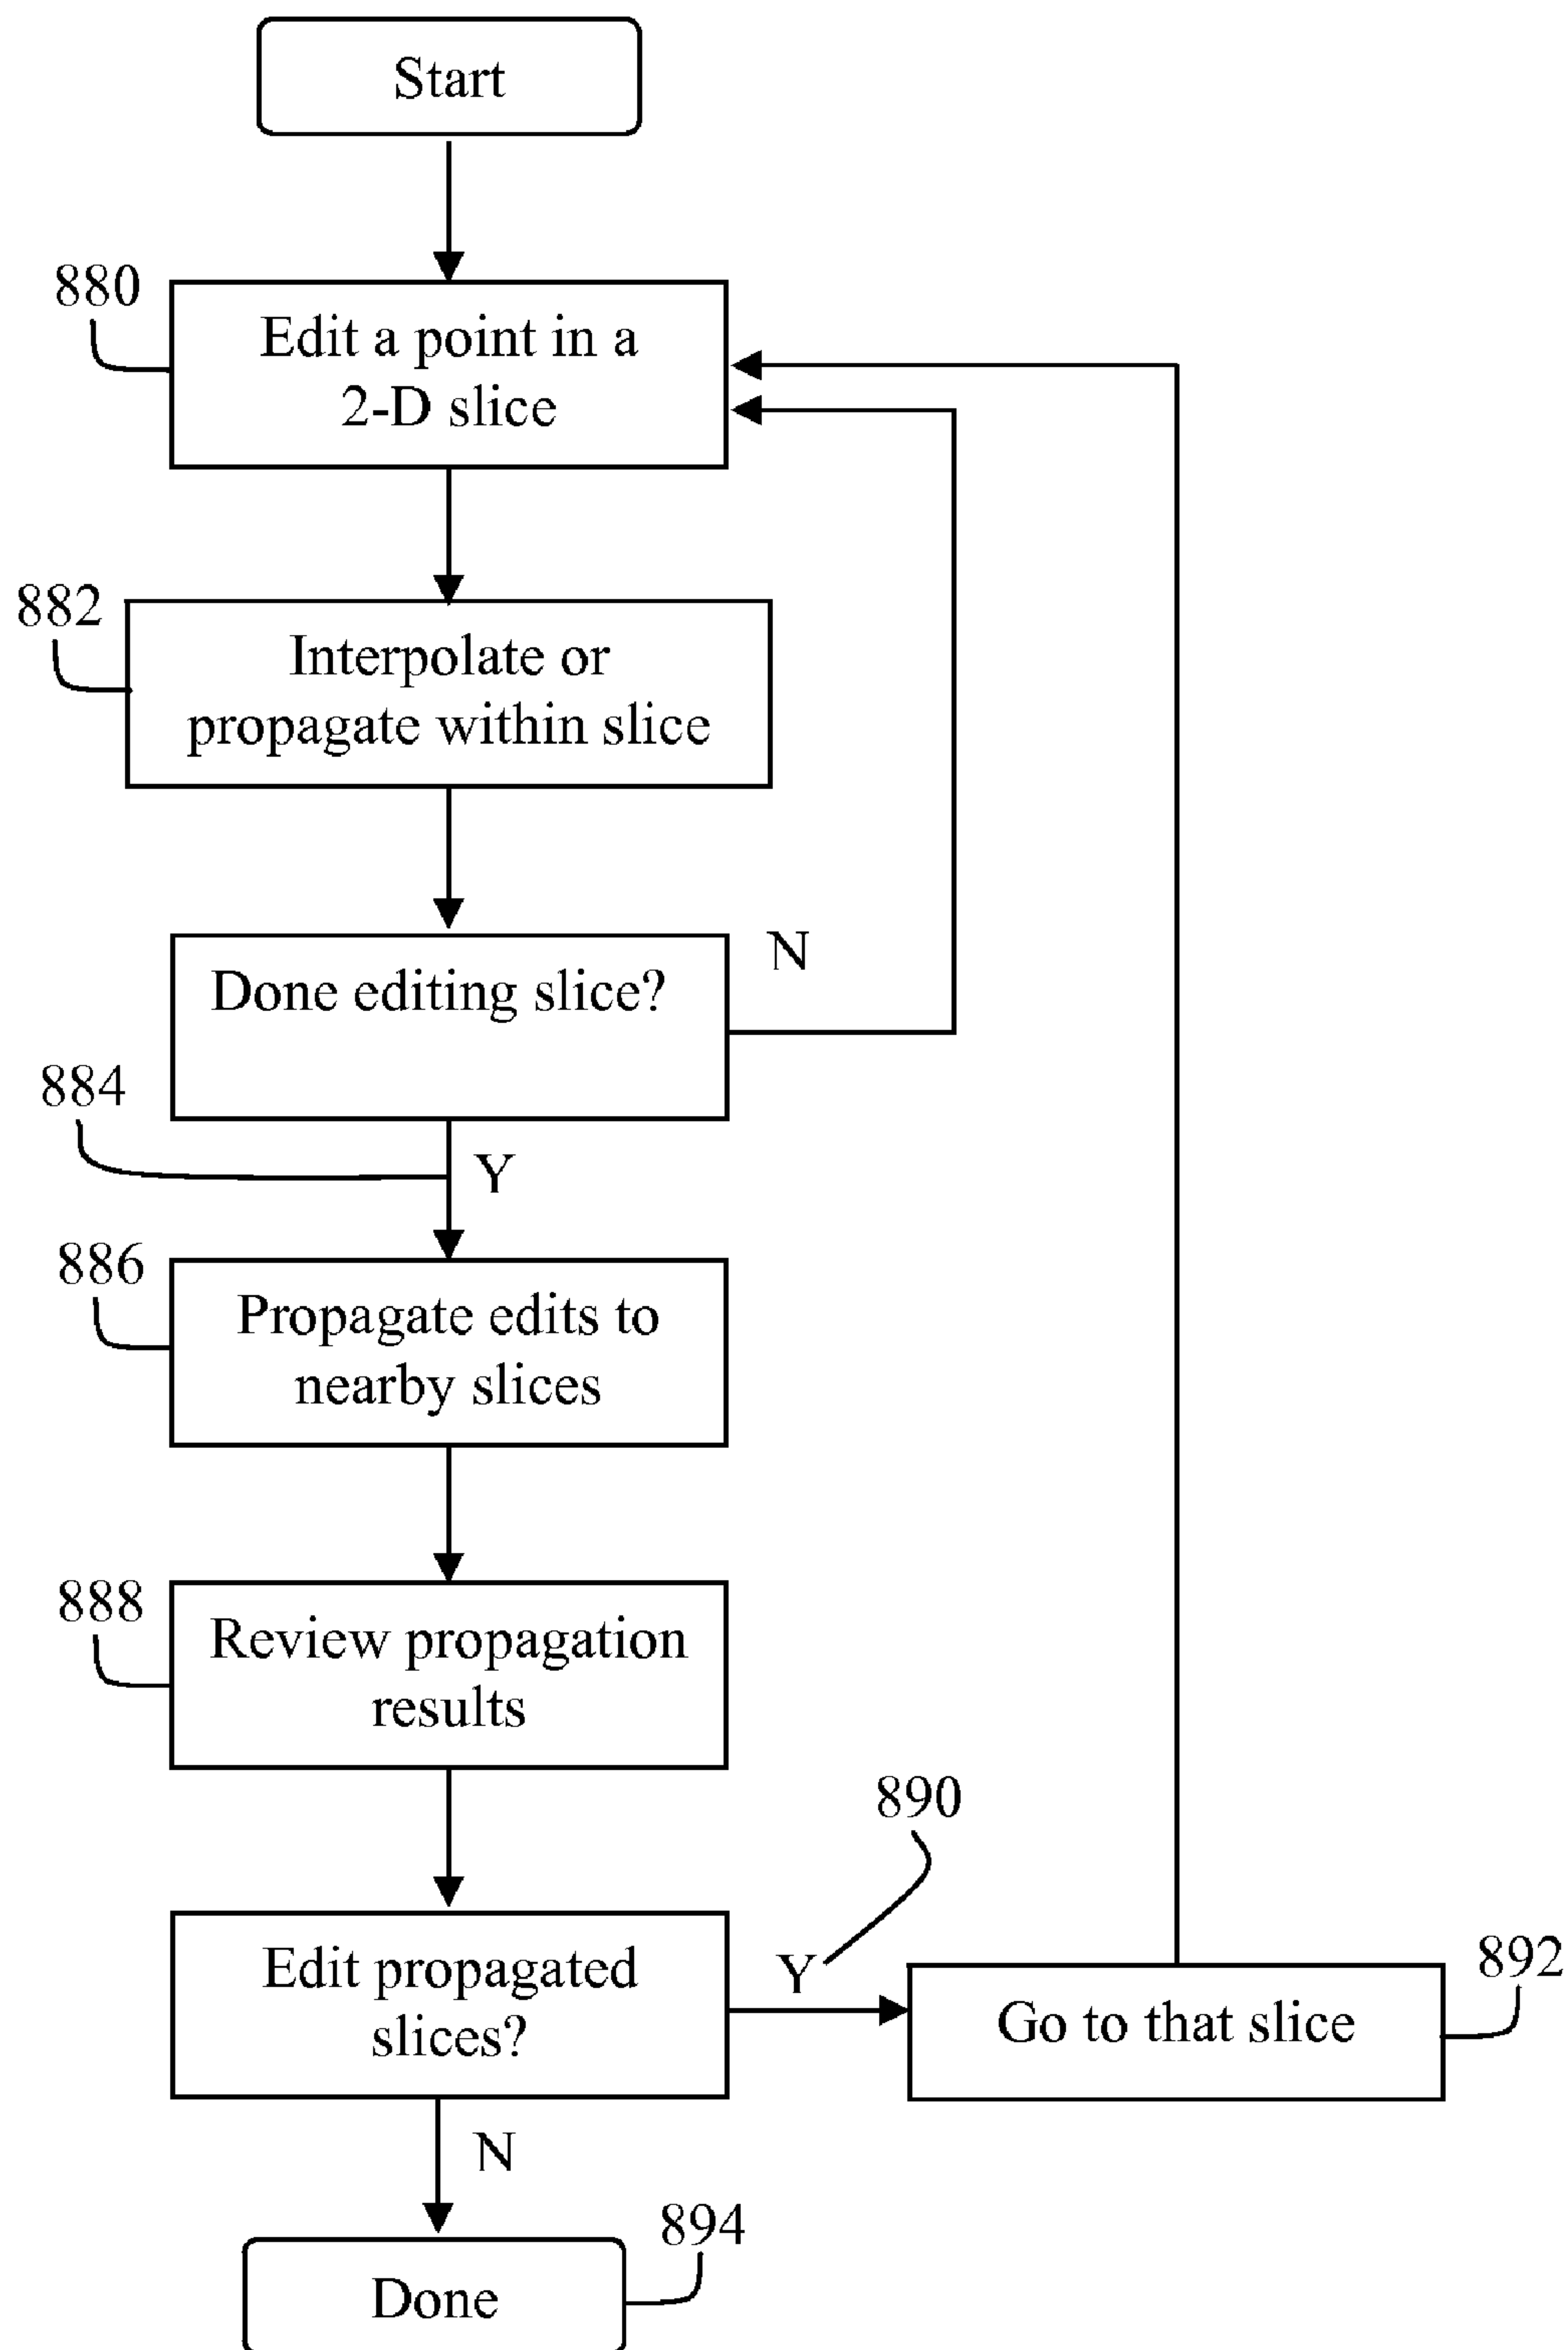 Start
880
Edit a point in a
2-D slice
882
Interpolate or
propagate within slice
N
Done editing slice?
884
Y
886
Propagate edits to
nearby slices
888
Review propagation
results
890
Edit propagated
slices?
Y
892
Go to that slice
N
894
Done